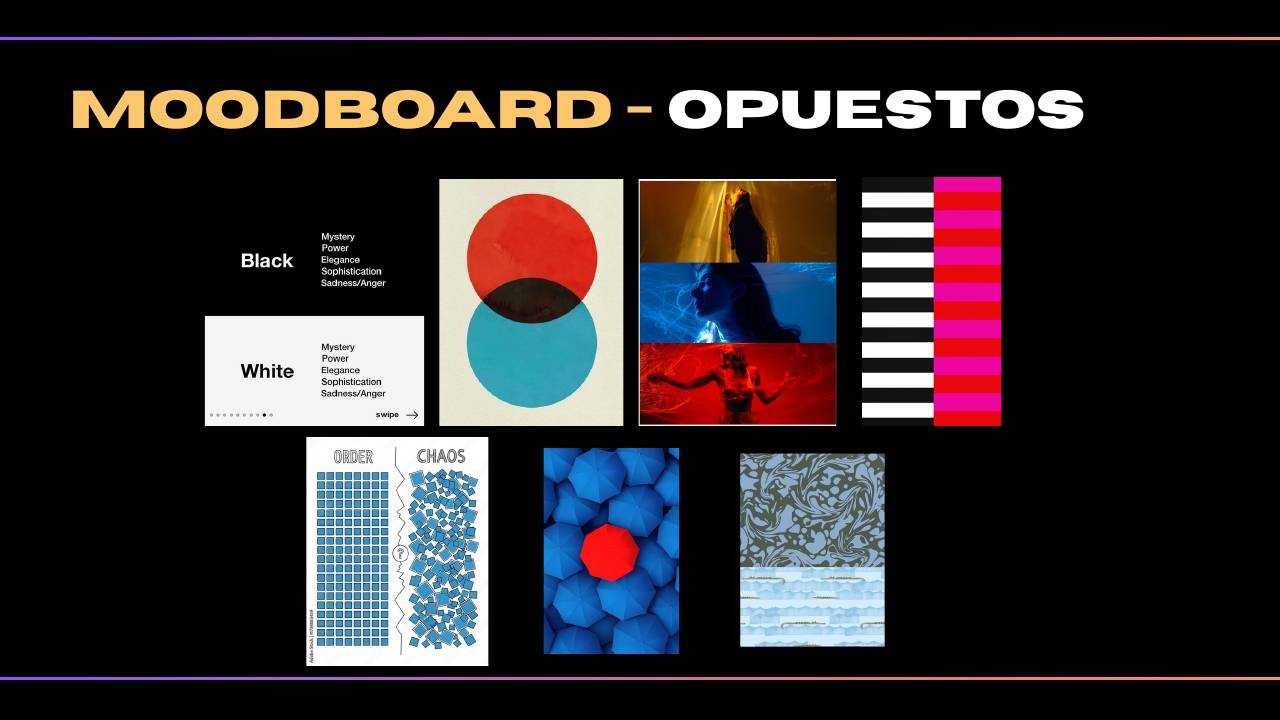 MOODBOARD - OPUESTOS
Black
Mystery
Power
Elegance
Sophistication
Sadness/Anger
White
Mystery
Power
Elegance
Sophistication
Sadness/Anger
swipe
ORDER
CHAOS
?